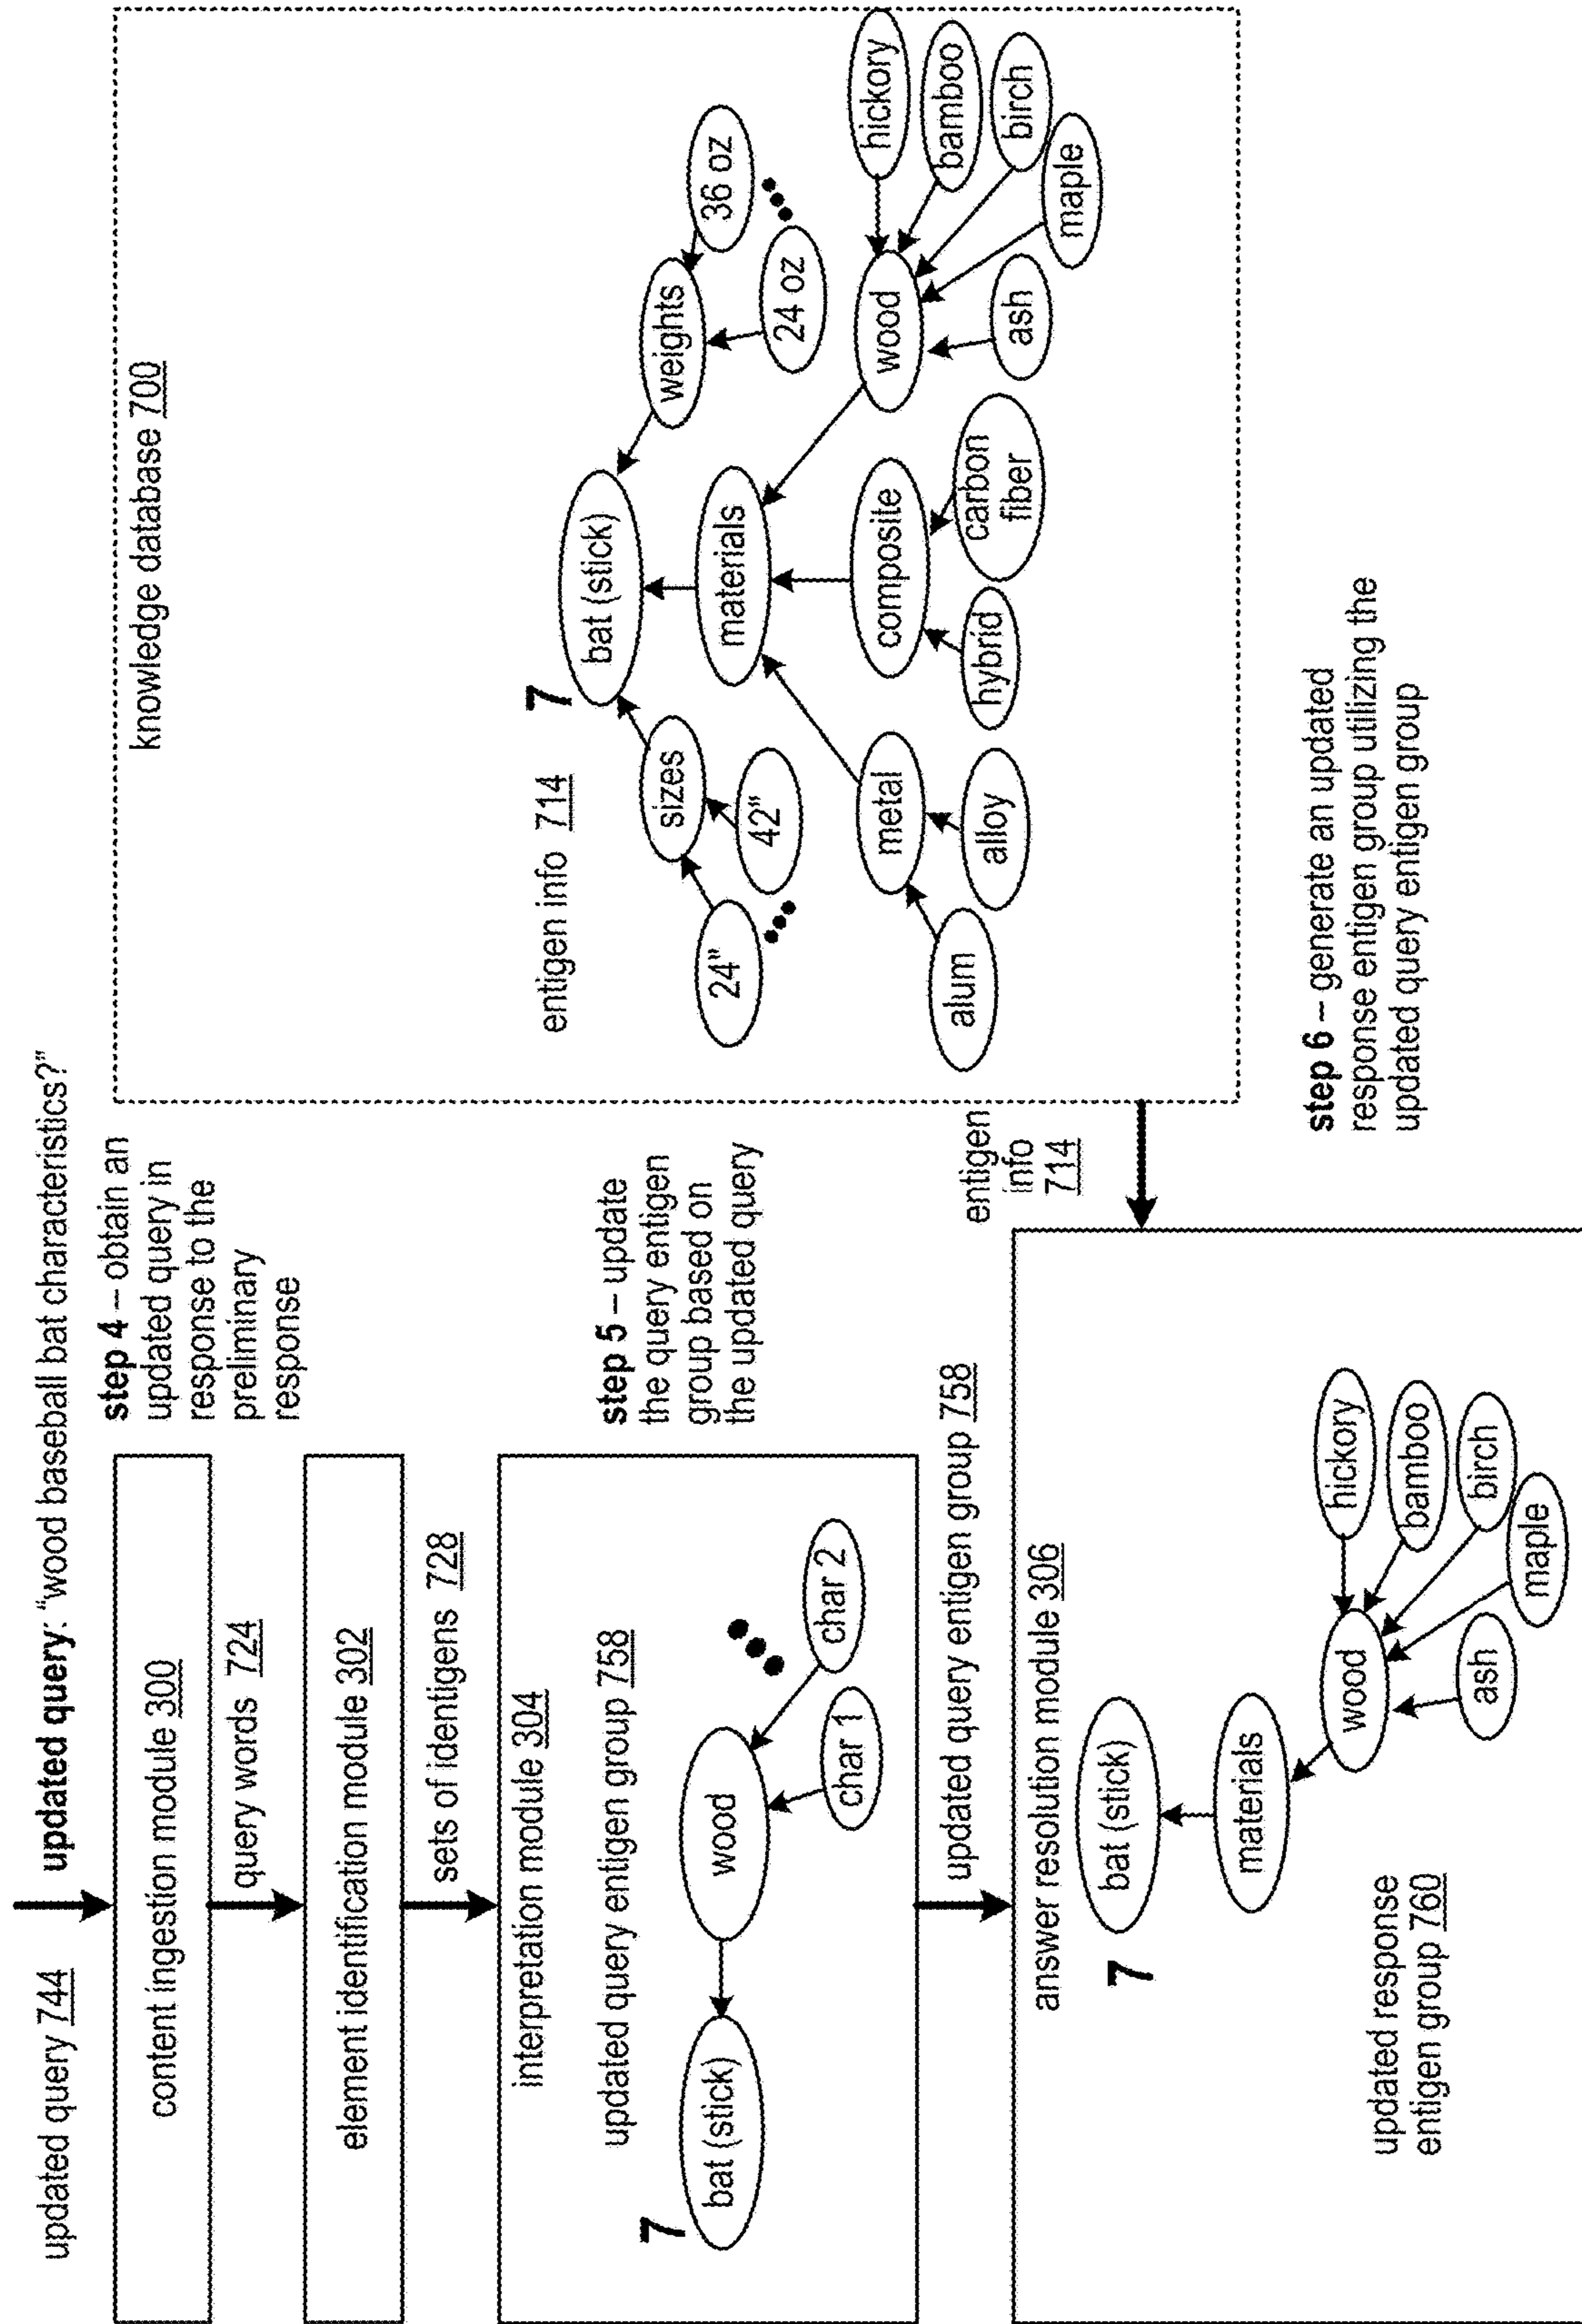 updated query 744
updated query: “wood baseball bat characteristics?”
content ingestion module 300
step 4 – obtain an
updated query in
response to the
preliminary
response
query words 724
element identification module 302
sets of identigens 728
interpretation module 304
updated query entigen group 758
7
bat (stick)
wood
char 1
char 2
step 5 – update
the query entigen
group based on
the updated query
updated query entigen group 758
answer resolution module 306
7
bat (stick)
materials
wood
hickory
bamboo
birch
maple
ash
updated response
entigen group 760
knowledge database 700
entigen info 714
7
bat (stick)
sizes
24”
42”
weights
36 oz
24 oz
materials
metal
alum
alloy
composite
hybrid
carbon
fiber
wood
hickory
bamboo
birch
maple
ash
entigen
info
714
step 6 – generate an updated
response entigen group utilizing the
updated query entigen group